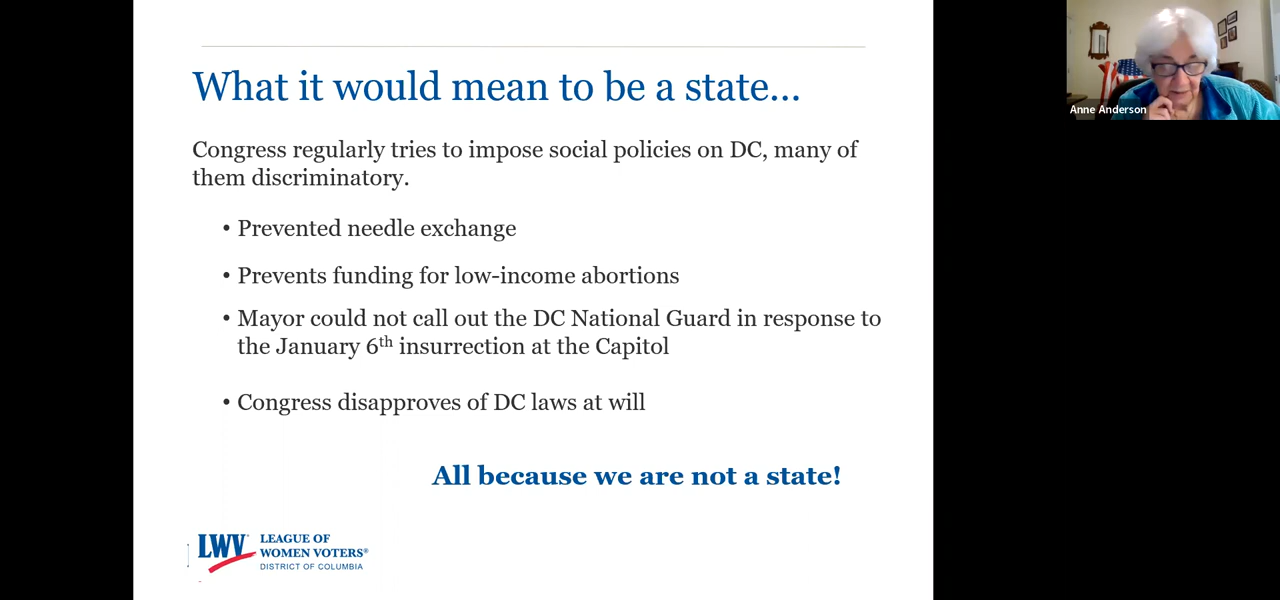 What it would mean to be a state...
Anne Anderson
Congress regularly tries to impose social policies on DC, many of
them discriminatory.
• Prevented needle exchange
• Prevents funding for low-income abortions
• Mayor could not call out the DC National Guard in response to
the January 6th insurrection at the Capitol
• Congress disapproves of DC laws at will
All because we are not a state!
LWV
LEAGUE OF
WOMEN VOTERS®
DISTRICT OF COLUMBIA